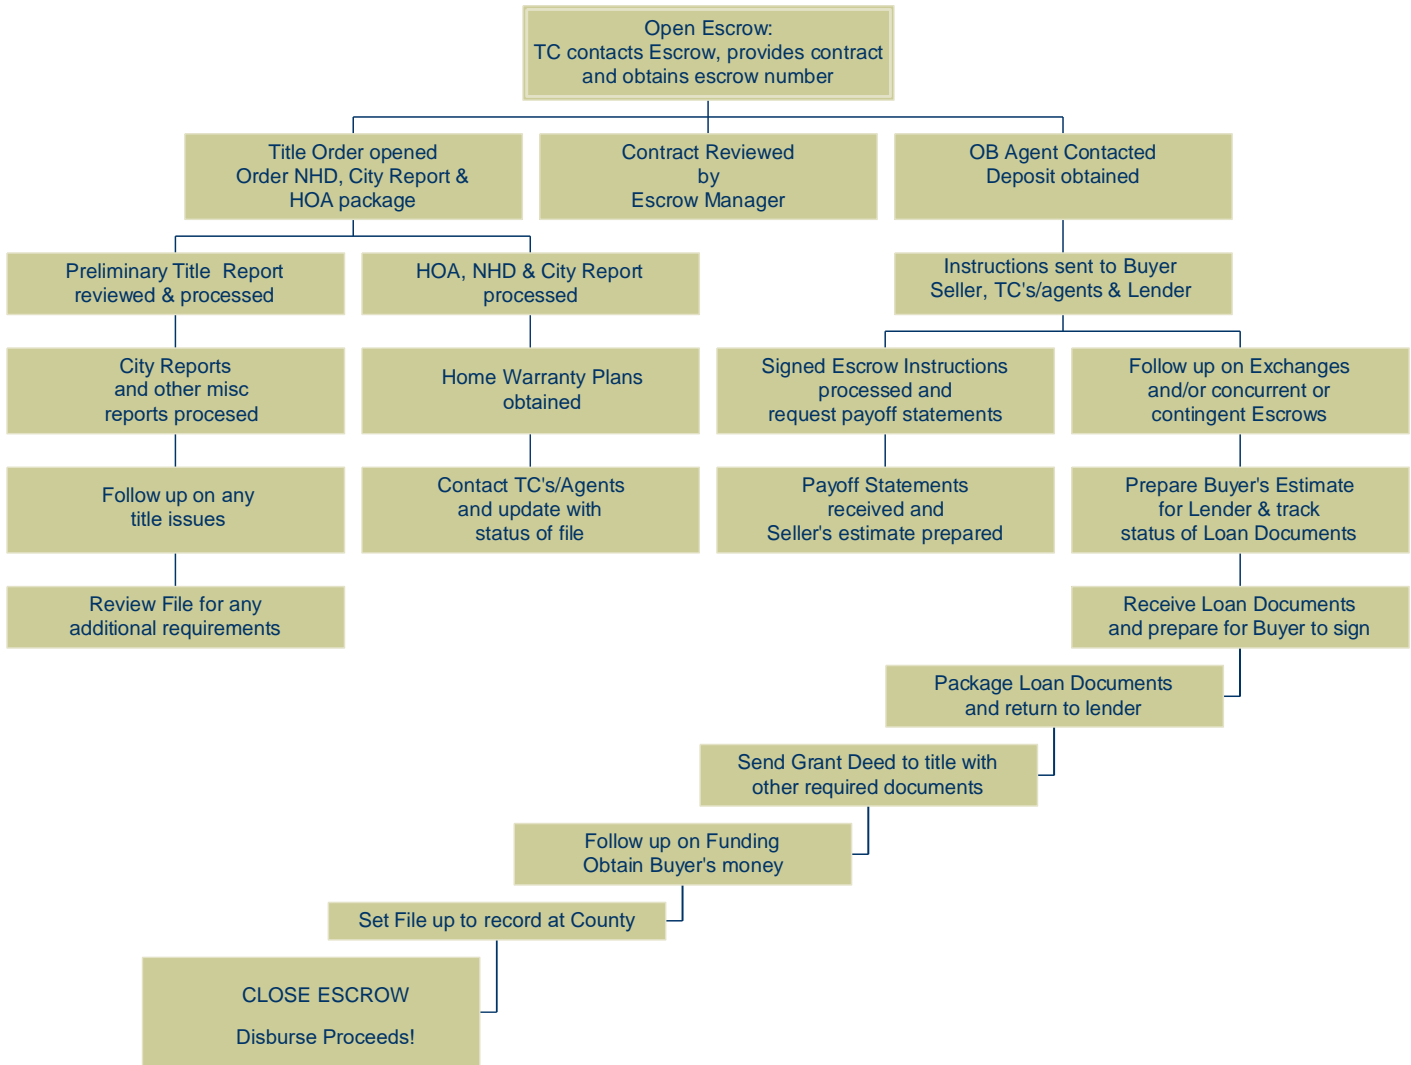 Open Escrow:
TC contacts Escrow, provides contract
and obtains escrow number
Title Order opened
Order NHD, City Report &
HOA package
Contract Reviewed
by
Escrow Manager
OB Agent Contacted
Deposit obtained
Preliminary Title Report
reviewed & processed
HOA, NHD & City Report
processed
Instructions sent to Buyer
Seller, TC's/agents & Lender
City Reports
and other misc
reports procesed
Home Warranty Plans
obtained
Signed Escrow Instructions
processed and
request payoff statements
Follow up on Exchanges
and/or concurrent or
contingent Escrows
Follow up on any
title issues
Contact TC's/Agents
and update with
status of file
Payoff Statements
received and
Seller's estimate prepared
Prepare Buyer's Estimate
for Lender & track
status of Loan Documents
Review File for any
additional requirements
Receive Loan Documents
and prepare for Buyer to sign
Package Loan Documents
and return to lender
Send Grant Deed to title with
other required documents
Follow up on Funding
Obtain Buyer's money
Set File up to record at County
CLOSE ESCROW
Disburse Proceeds!